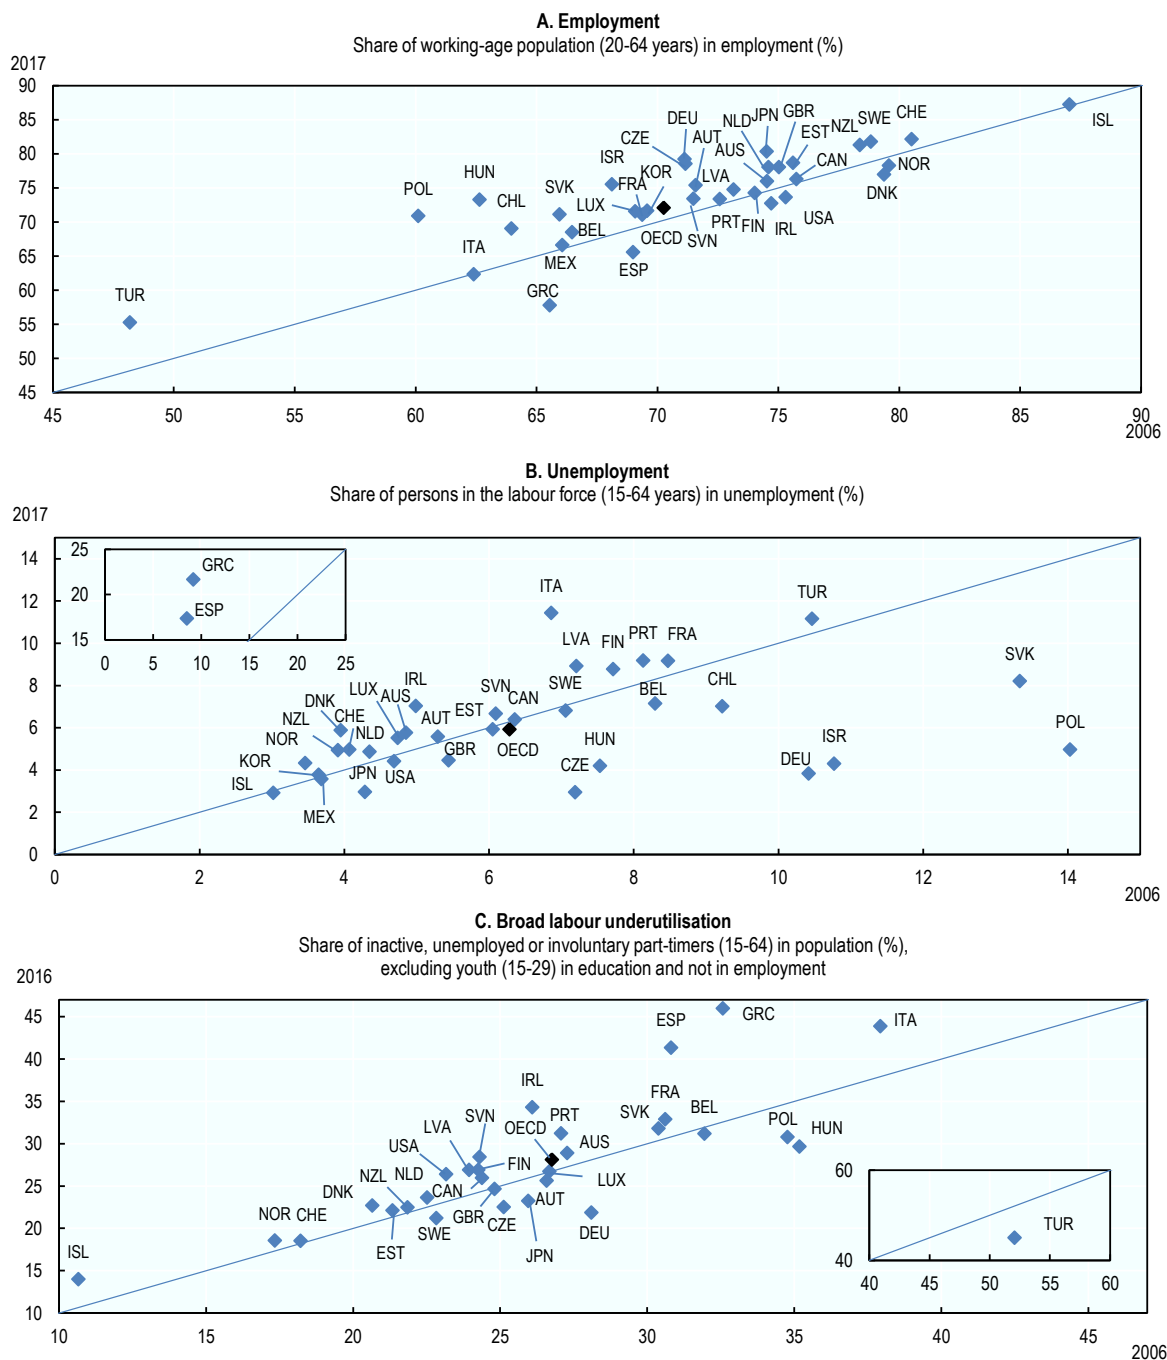 A. Employment
Share of working-age population (20-64 years) in employment (%)
2017
90
85
80
75
70
65
60
55
50
45
TUR
POL
HUN
CHL
ITA
SVK
BEL
MEX
GRC
ISR
LUX
FRA
KOR
CZE
DEU
AUT
OECD
ESP
SVN
LVA
PRT
FIN
AUS
NLD
JPN
GBR
EST
CAN
IRL
USA
NZL
SWE
CHE
NOR
DNK
ISL
45 50 55 60 65 70 75 80 85 90
2006
B. Unemployment
Share of persons in the labour force (15-64 years) in unemployment (%)
2017
14
12
10
8
6
4
2
0
25
20
15
GRC
ESP
0 5 10 15 20 25
ISL
KOR
NOR
NZL
DNK
CHE
LUX
AUS
IRL
NLD
AUT
MEX
JPN
USA
GBR
EST
SVN
CAN
OECD
ITA
LVA
FIN
PRT
FRA
SWE
BEL
CHL
CZE
HUN
TUR
DEU
ISR
SVK
POL
0 2 4 6 8 10 12 14
2006
C. Broad labour underutilisation
Share of inactive, unemployed or involuntary part-timers (15-64) in population (%),
excluding youth (15-29) in education and not in employment
2016
45
40
35
30
25
20
15
10
ISL
NOR
CHE
DNK
NZL
NLD
EST
USA
LVA
SVN
CAN
FIN
SWE
GBR
CZE
JPN
AUT
OECD
IRL
PRT
AUS
LUX
DEU
ESP
GRC
FRA
SVK
BEL
ITA
POL
HUN
60
40
TUR
40 45 50 55 60
10 15 20 25 30 35 40 45
2006